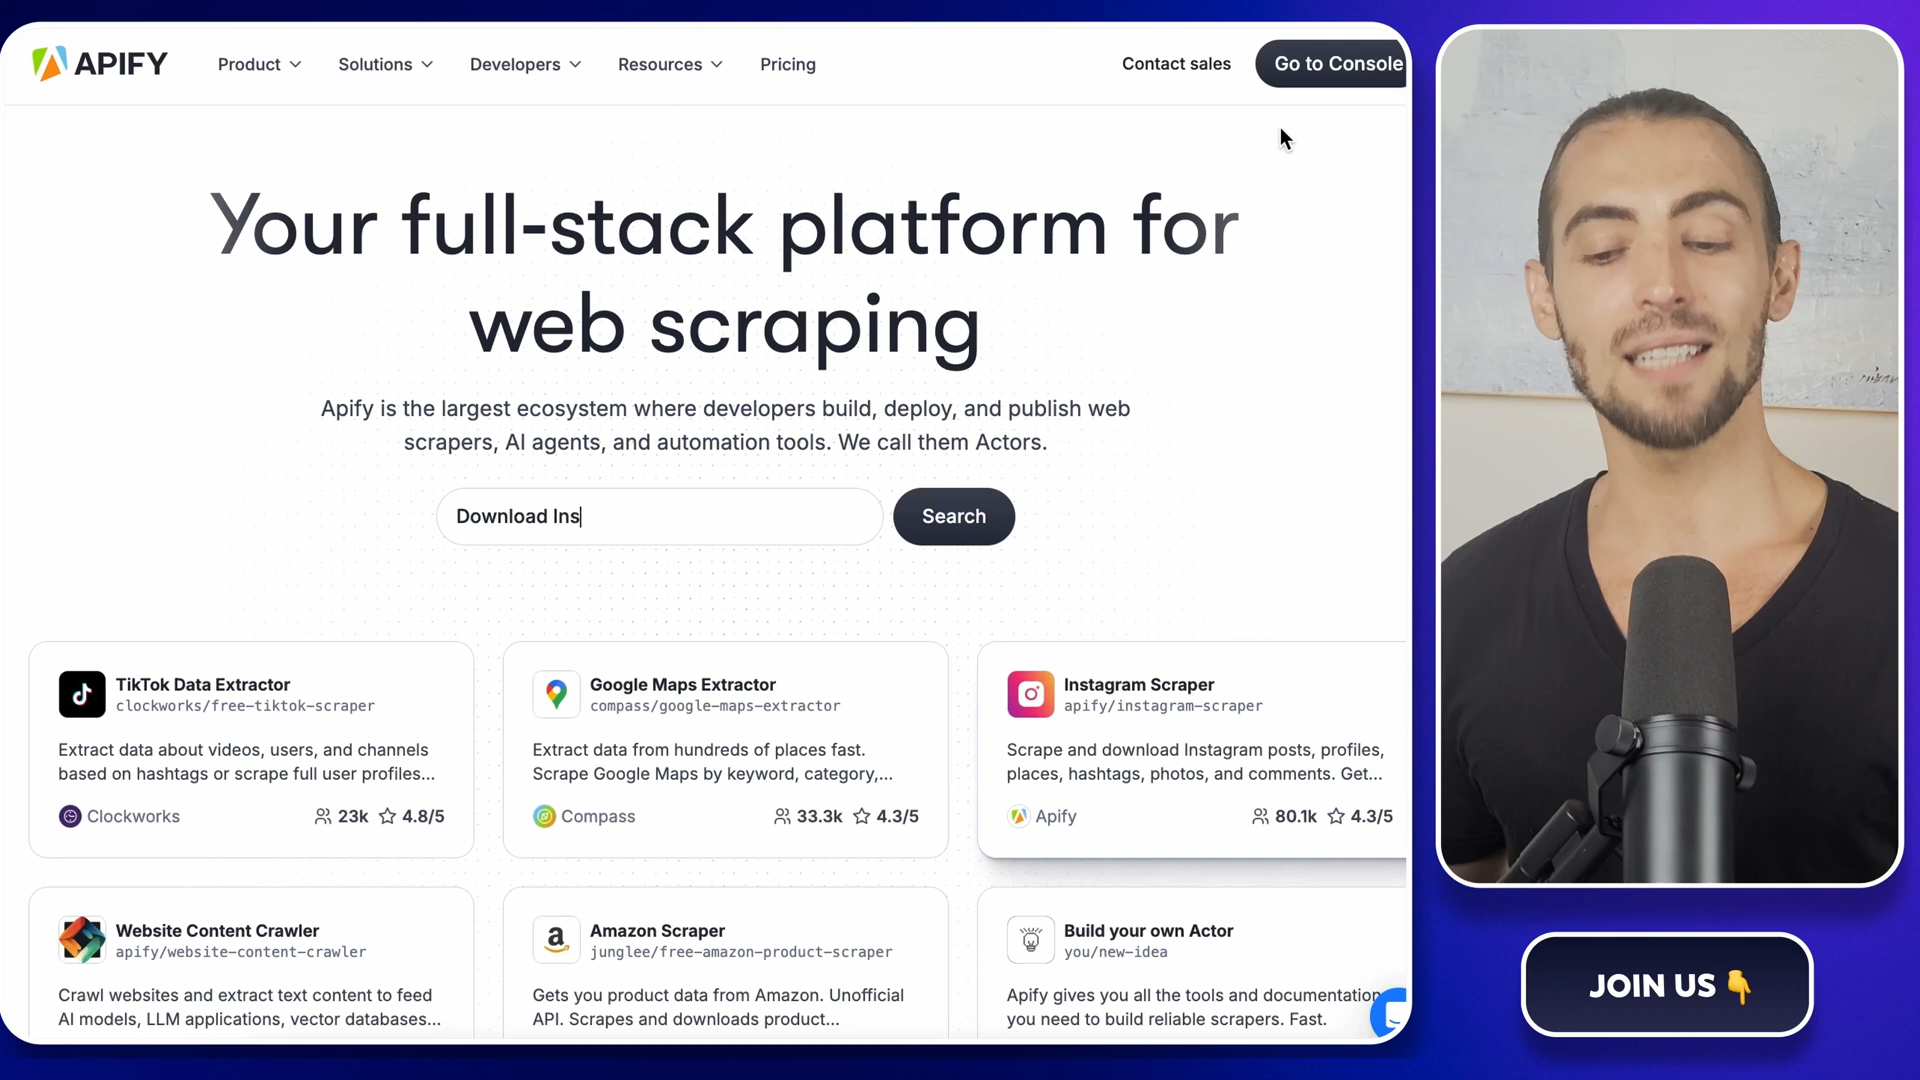 APIFY
Product
Solutions
Developers
Resources
Pricing
Contact sales
Go to Console
Your full-stack platform for
web scraping
Apify is the largest ecosystem where developers build, deploy, and publish web
scrapers, AI agents, and automation tools. We call them Actors.
Download Ins
Search
TikTok Data Extractor
clockworks/free-tiktok-scraper
Extract data about videos, users, and channels
based on hashtags or scrape full user profiles...
Clockworks 23k 4.8/5
Google Maps Extractor
compass/google-maps-extractor
Extract data from hundreds of places fast.
Scrape Google Maps by keyword, category,...
Compass 33.3k 4.3/5
Instagram Scraper
apify/instagram-scraper
Scrape and download Instagram posts, profiles,
places, hashtags, photos, and comments. Get...
Apify 80.1k 4.3/5
Website Content Crawler
apify/website-content-crawler
Crawl websites and extract text content to feed
AI models, LLM applications, vector databases...
Amazon Scraper
junglee/free-amazon-product-scraper
Gets you product data from Amazon. Unofficial
API. Scrapes and downloads product...
Build your own Actor
you/new-idea
Apify gives you all the tools and documentation
you need to build reliable scrapers. Fast.
JOIN US 👇